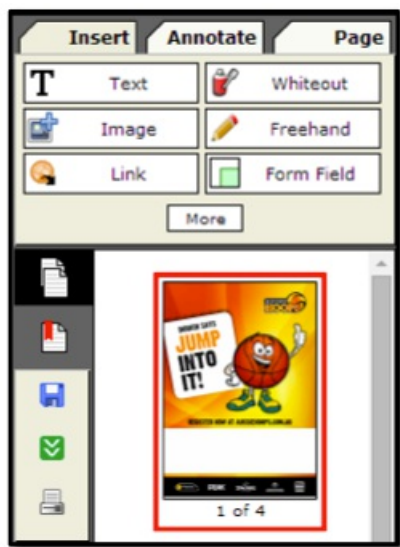 Insert Annotate Page
T Text Whiteout
Image Freehand
Link Form Field
More
JUMP
INTO
IT!
1 of 4